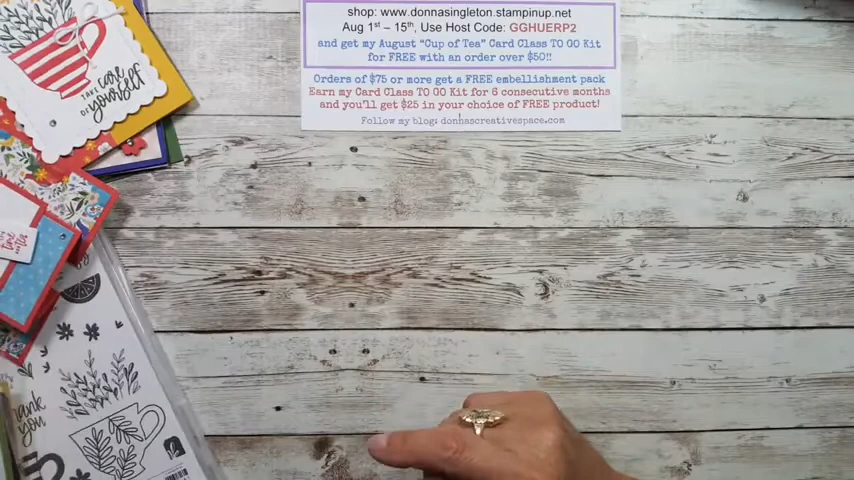 shop: www.donnasingleton.stampinup.net
Aug 1st – 15th, Use Host Code: GGHUERP2
and get my August "Cup of Tea" Card Class TO GO Kit
for FREE with an order over $50!!
Orders of $75 or more get a FREE embellishment pack
Earn my Card Class TO GO Kit for 6 consecutive months
and you'll get $25 in your choice of FREE product!
Follow my blog: donnascreativespace.com
TAKE care
OF yourself
thank
you